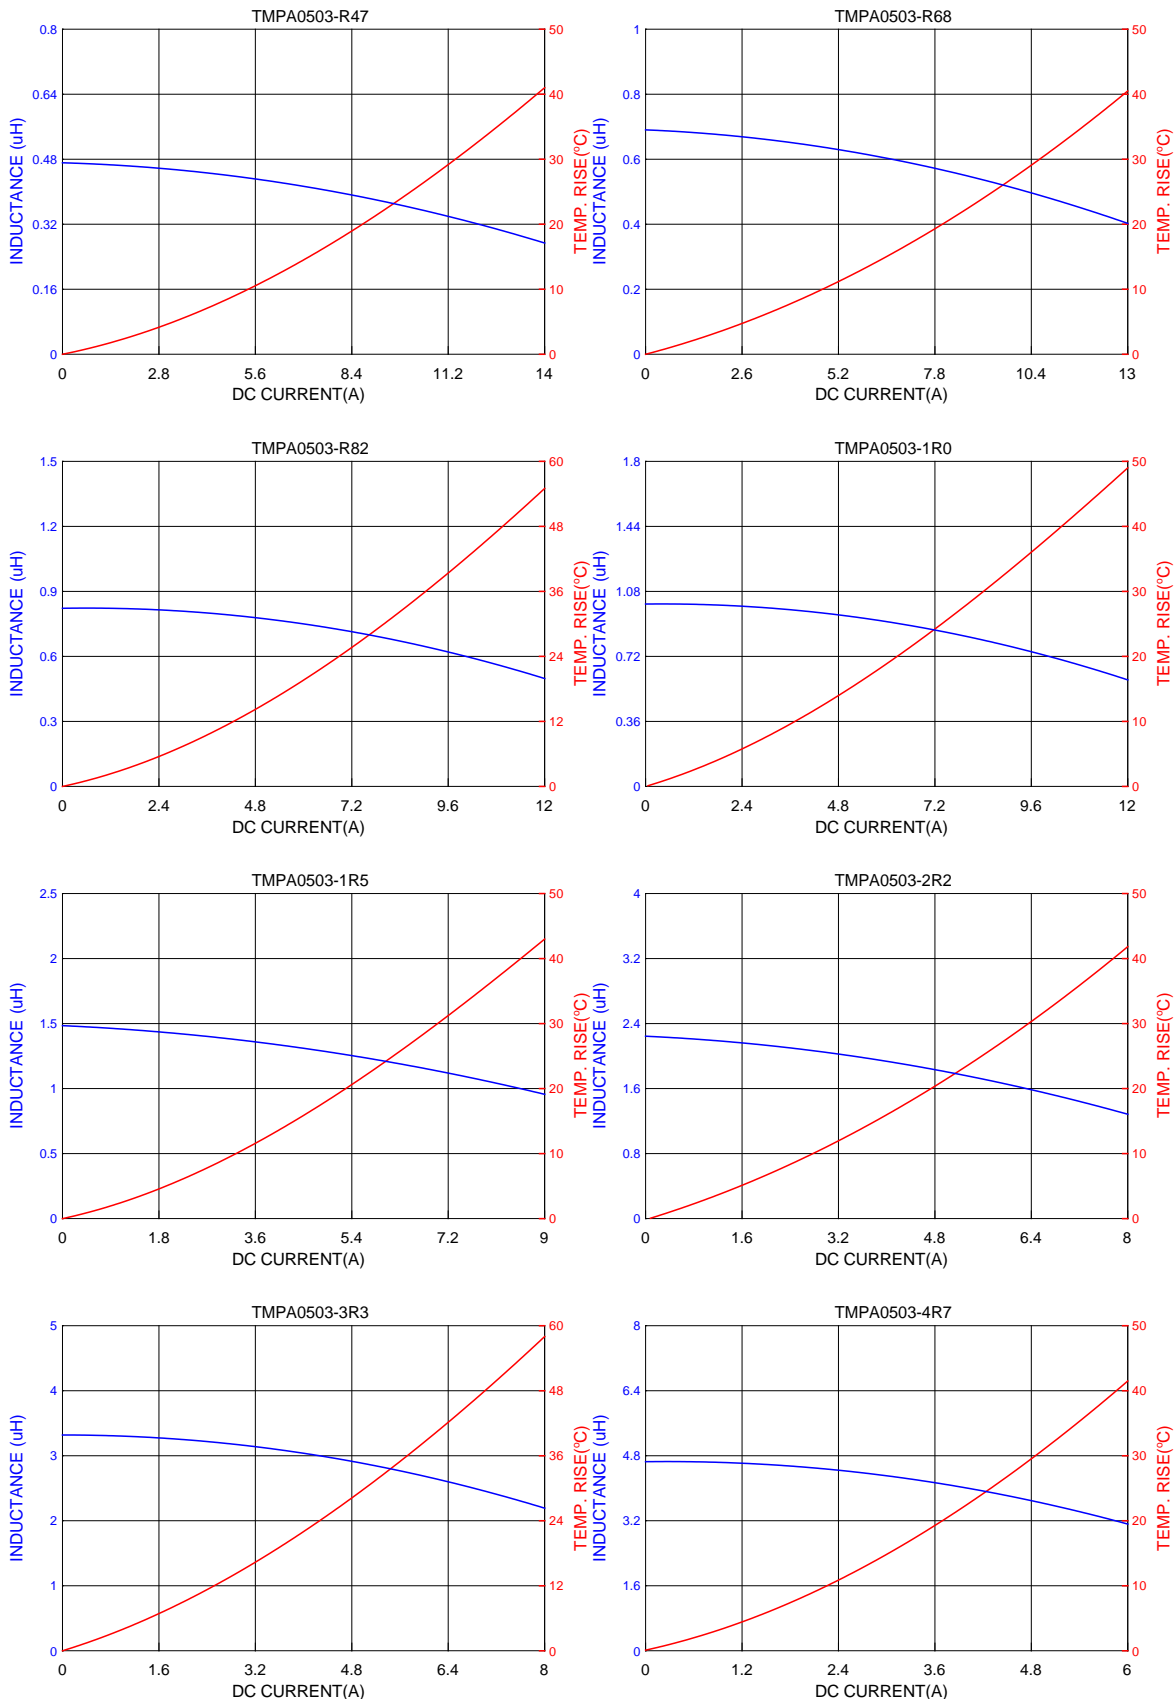 TMPA0503-R47
INDUCTANCE (uH)
0.8
0.64
0.48
0.32
0.16
0
50
40
30
20
10
0
TEMP. RISE(ºC)
0 2.8 5.6 8.4 11.2 14
DC CURRENT(A)
TMPA0503-R68
INDUCTANCE (uH)
1
0.8
0.6
0.4
0.2
0
50
40
30
20
10
0
TEMP. RISE(ºC)
0 2.6 5.2 7.8 10.4 13
DC CURRENT(A)
TMPA0503-R82
INDUCTANCE (uH)
1.5
1.2
0.9
0.6
0.3
0
60
48
36
24
12
0
TEMP. RISE(ºC)
0 2.4 4.8 7.2 9.6 12
DC CURRENT(A)
TMPA0503-1R0
INDUCTANCE (uH)
1.8
1.44
1.08
0.72
0.36
0
50
40
30
20
10
0
TEMP. RISE(ºC)
0 2.4 4.8 7.2 9.6 12
DC CURRENT(A)
TMPA0503-1R5
INDUCTANCE (uH)
2.5
2
1.5
1
0.5
0
50
40
30
20
10
0
TEMP. RISE(ºC)
0 1.8 3.6 5.4 7.2 9
DC CURRENT(A)
TMPA0503-2R2
INDUCTANCE (uH)
4
3.2
2.4
1.6
0.8
0
50
40
30
20
10
0
TEMP. RISE(ºC)
0 1.6 3.2 4.8 6.4 8
DC CURRENT(A)
TMPA0503-3R3
INDUCTANCE (uH)
5
4
3
2
1
0
60
48
36
24
12
0
TEMP. RISE(ºC)
0 1.6 3.2 4.8 6.4 8
DC CURRENT(A)
TMPA0503-4R7
INDUCTANCE (uH)
8
6.4
4.8
3.2
1.6
0
50
40
30
20
10
0
TEMP. RISE(ºC)
0 1.2 2.4 3.6 4.8 6
DC CURRENT(A)